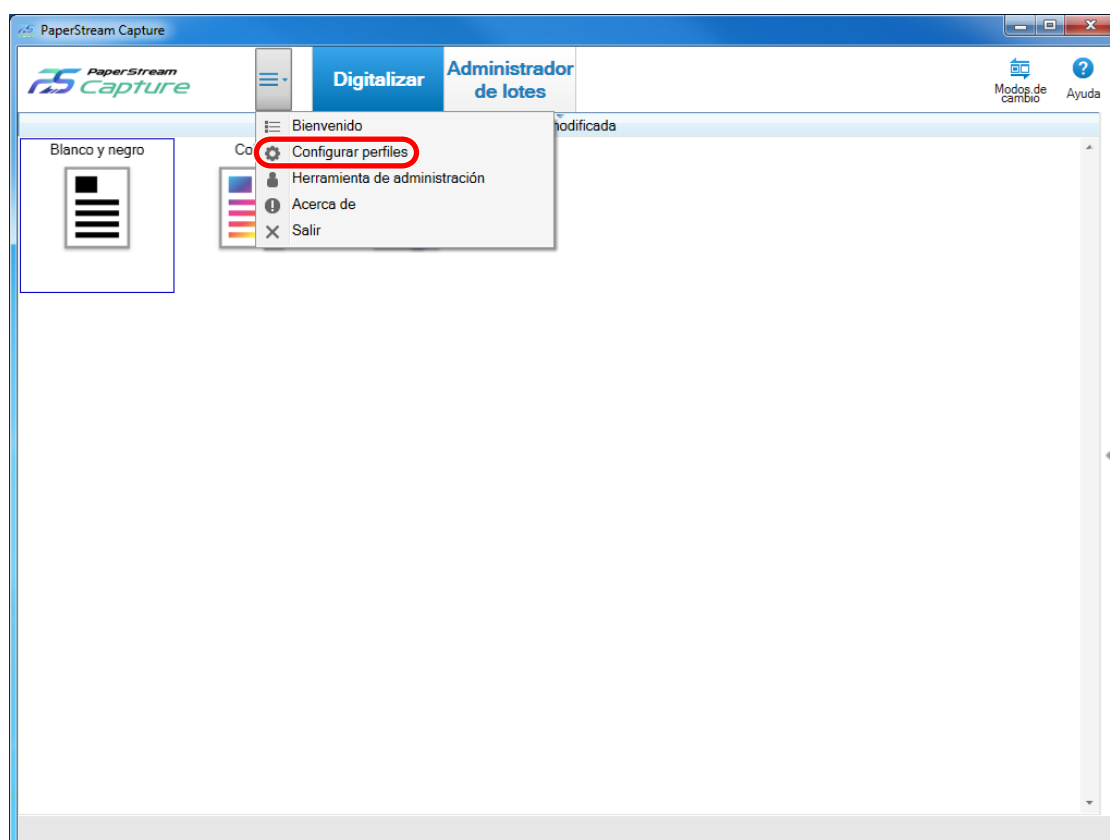 PaperStream Capture
PaperStream
Capture
Digitalizar
Administrador
de lotes
Modos de
cambio
Ayuda
modificada
Bienvenido
Configurar perfiles
Herramienta de administración
Acerca de
Salir
Blanco y negro
Co